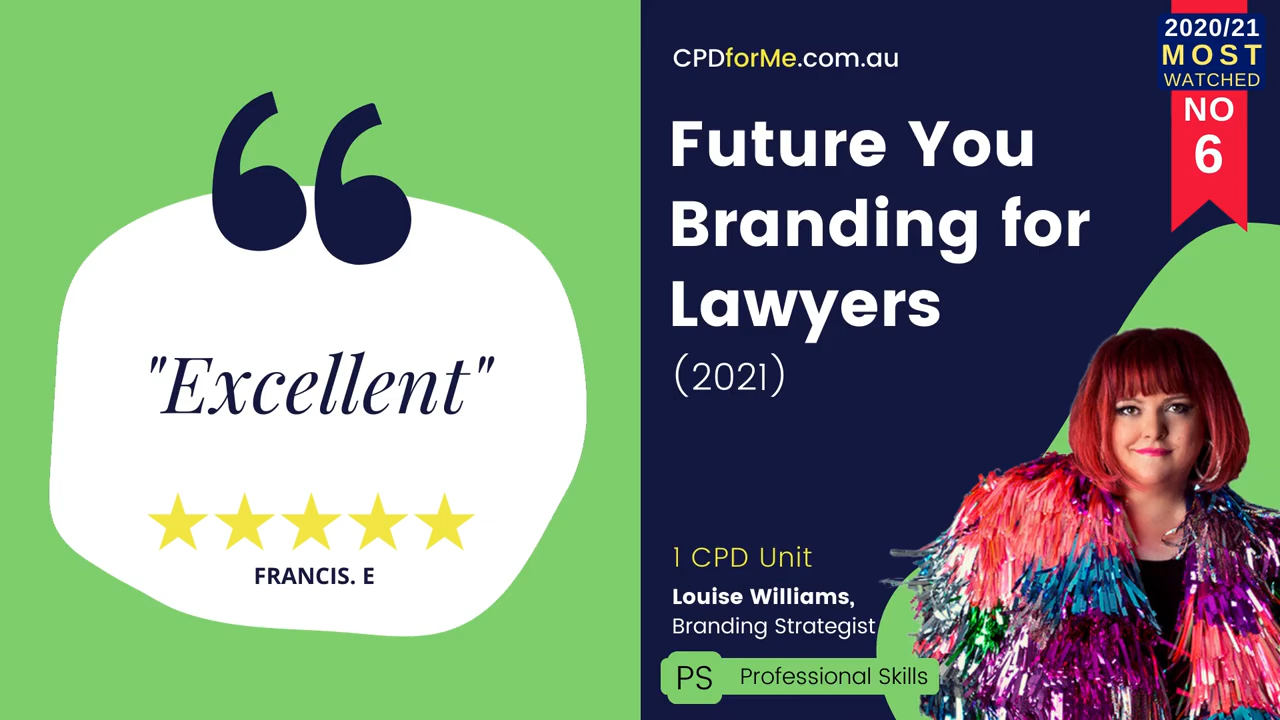 "Excellent"
FRANCIS. E
CPDforMe.com.au
2020/21
MOST
WATCHED
NO
6
Future You
Branding for
Lawyers
(2021)
1 CPD Unit
Louise Williams,
Branding Strategist
PS Professional Skills